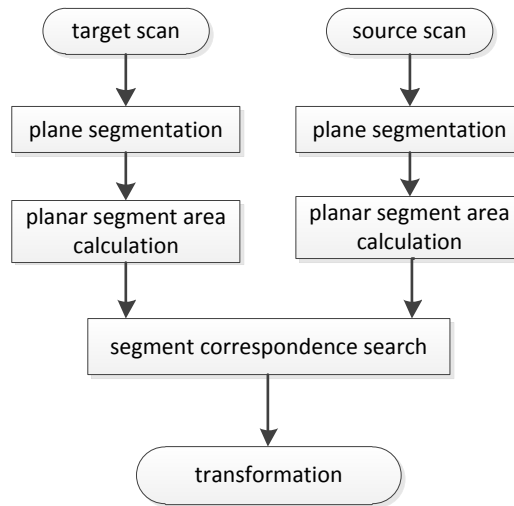 target scan
source scan
plane segmentation
plane segmentation
planar segment area
calculation
planar segment area
calculation
segment correspondence search
transformation